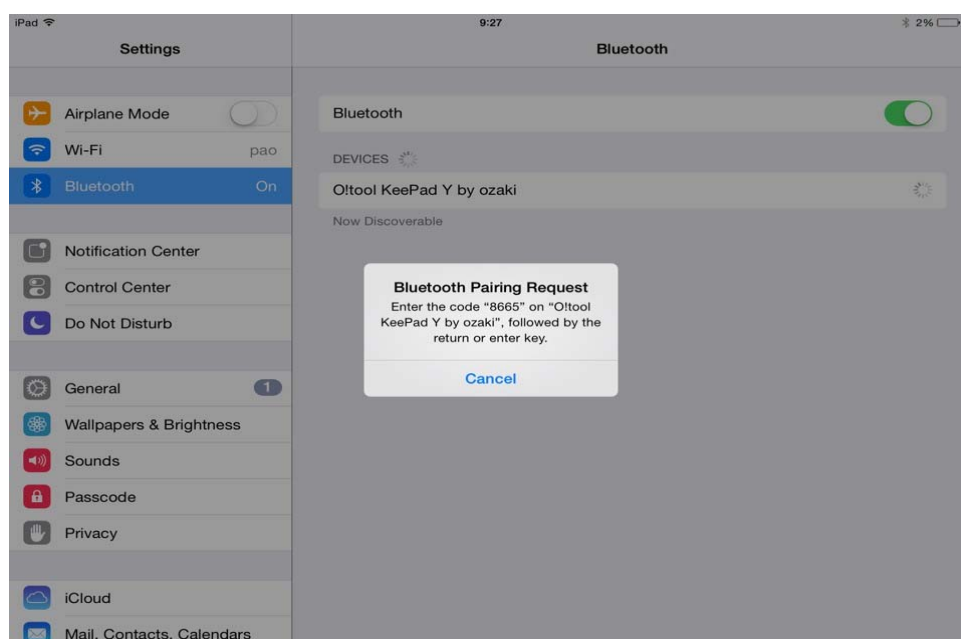 iPad 9:27 2%
Settings
Bluetooth
Airplane Mode
Wi-Fi pao
Bluetooth On
Notification Center
Control Center
Do Not Disturb
General 1
Wallpapers & Brightness
Sounds
Passcode
Privacy
iCloud
Mail, Contacts, Calendars
Bluetooth
DEVICES
O!tool KeePad Y by ozaki
Now Discoverable
Bluetooth Pairing Request
Enter the code “8665” on “O!tool
KeePad Y by ozaki”, followed by the
return or enter key.
Cancel